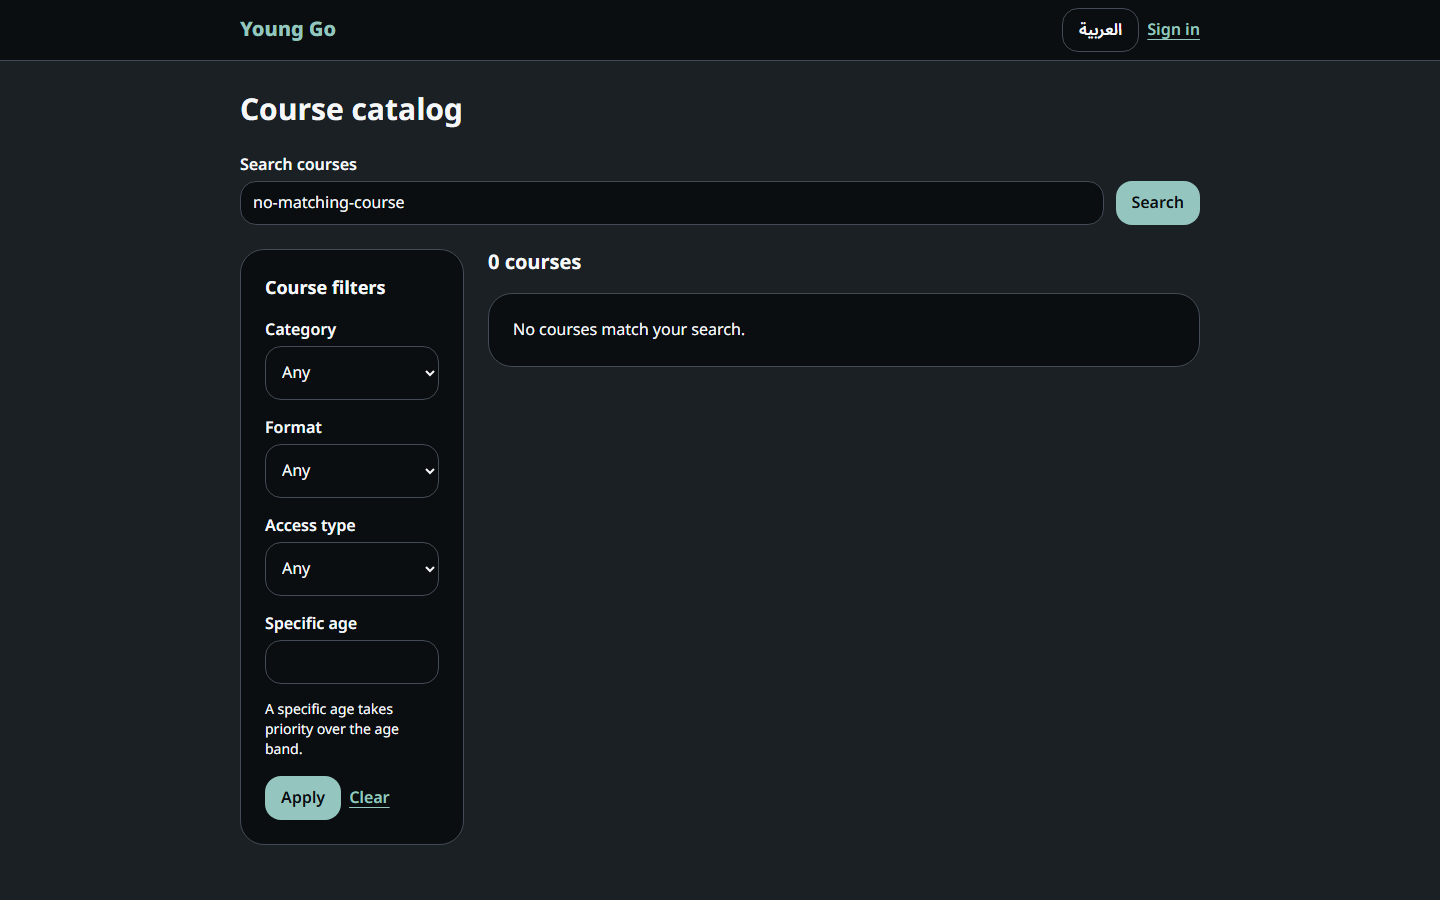 Young Go
العربية
Sign in
Course catalog
Search courses
no-matching-course
Search
Course filters
Category
Any
Format
Any
Access type
Any
Specific age
A specific age takes
priority over the age
band.
Apply
Clear
0 courses
No courses match your search.